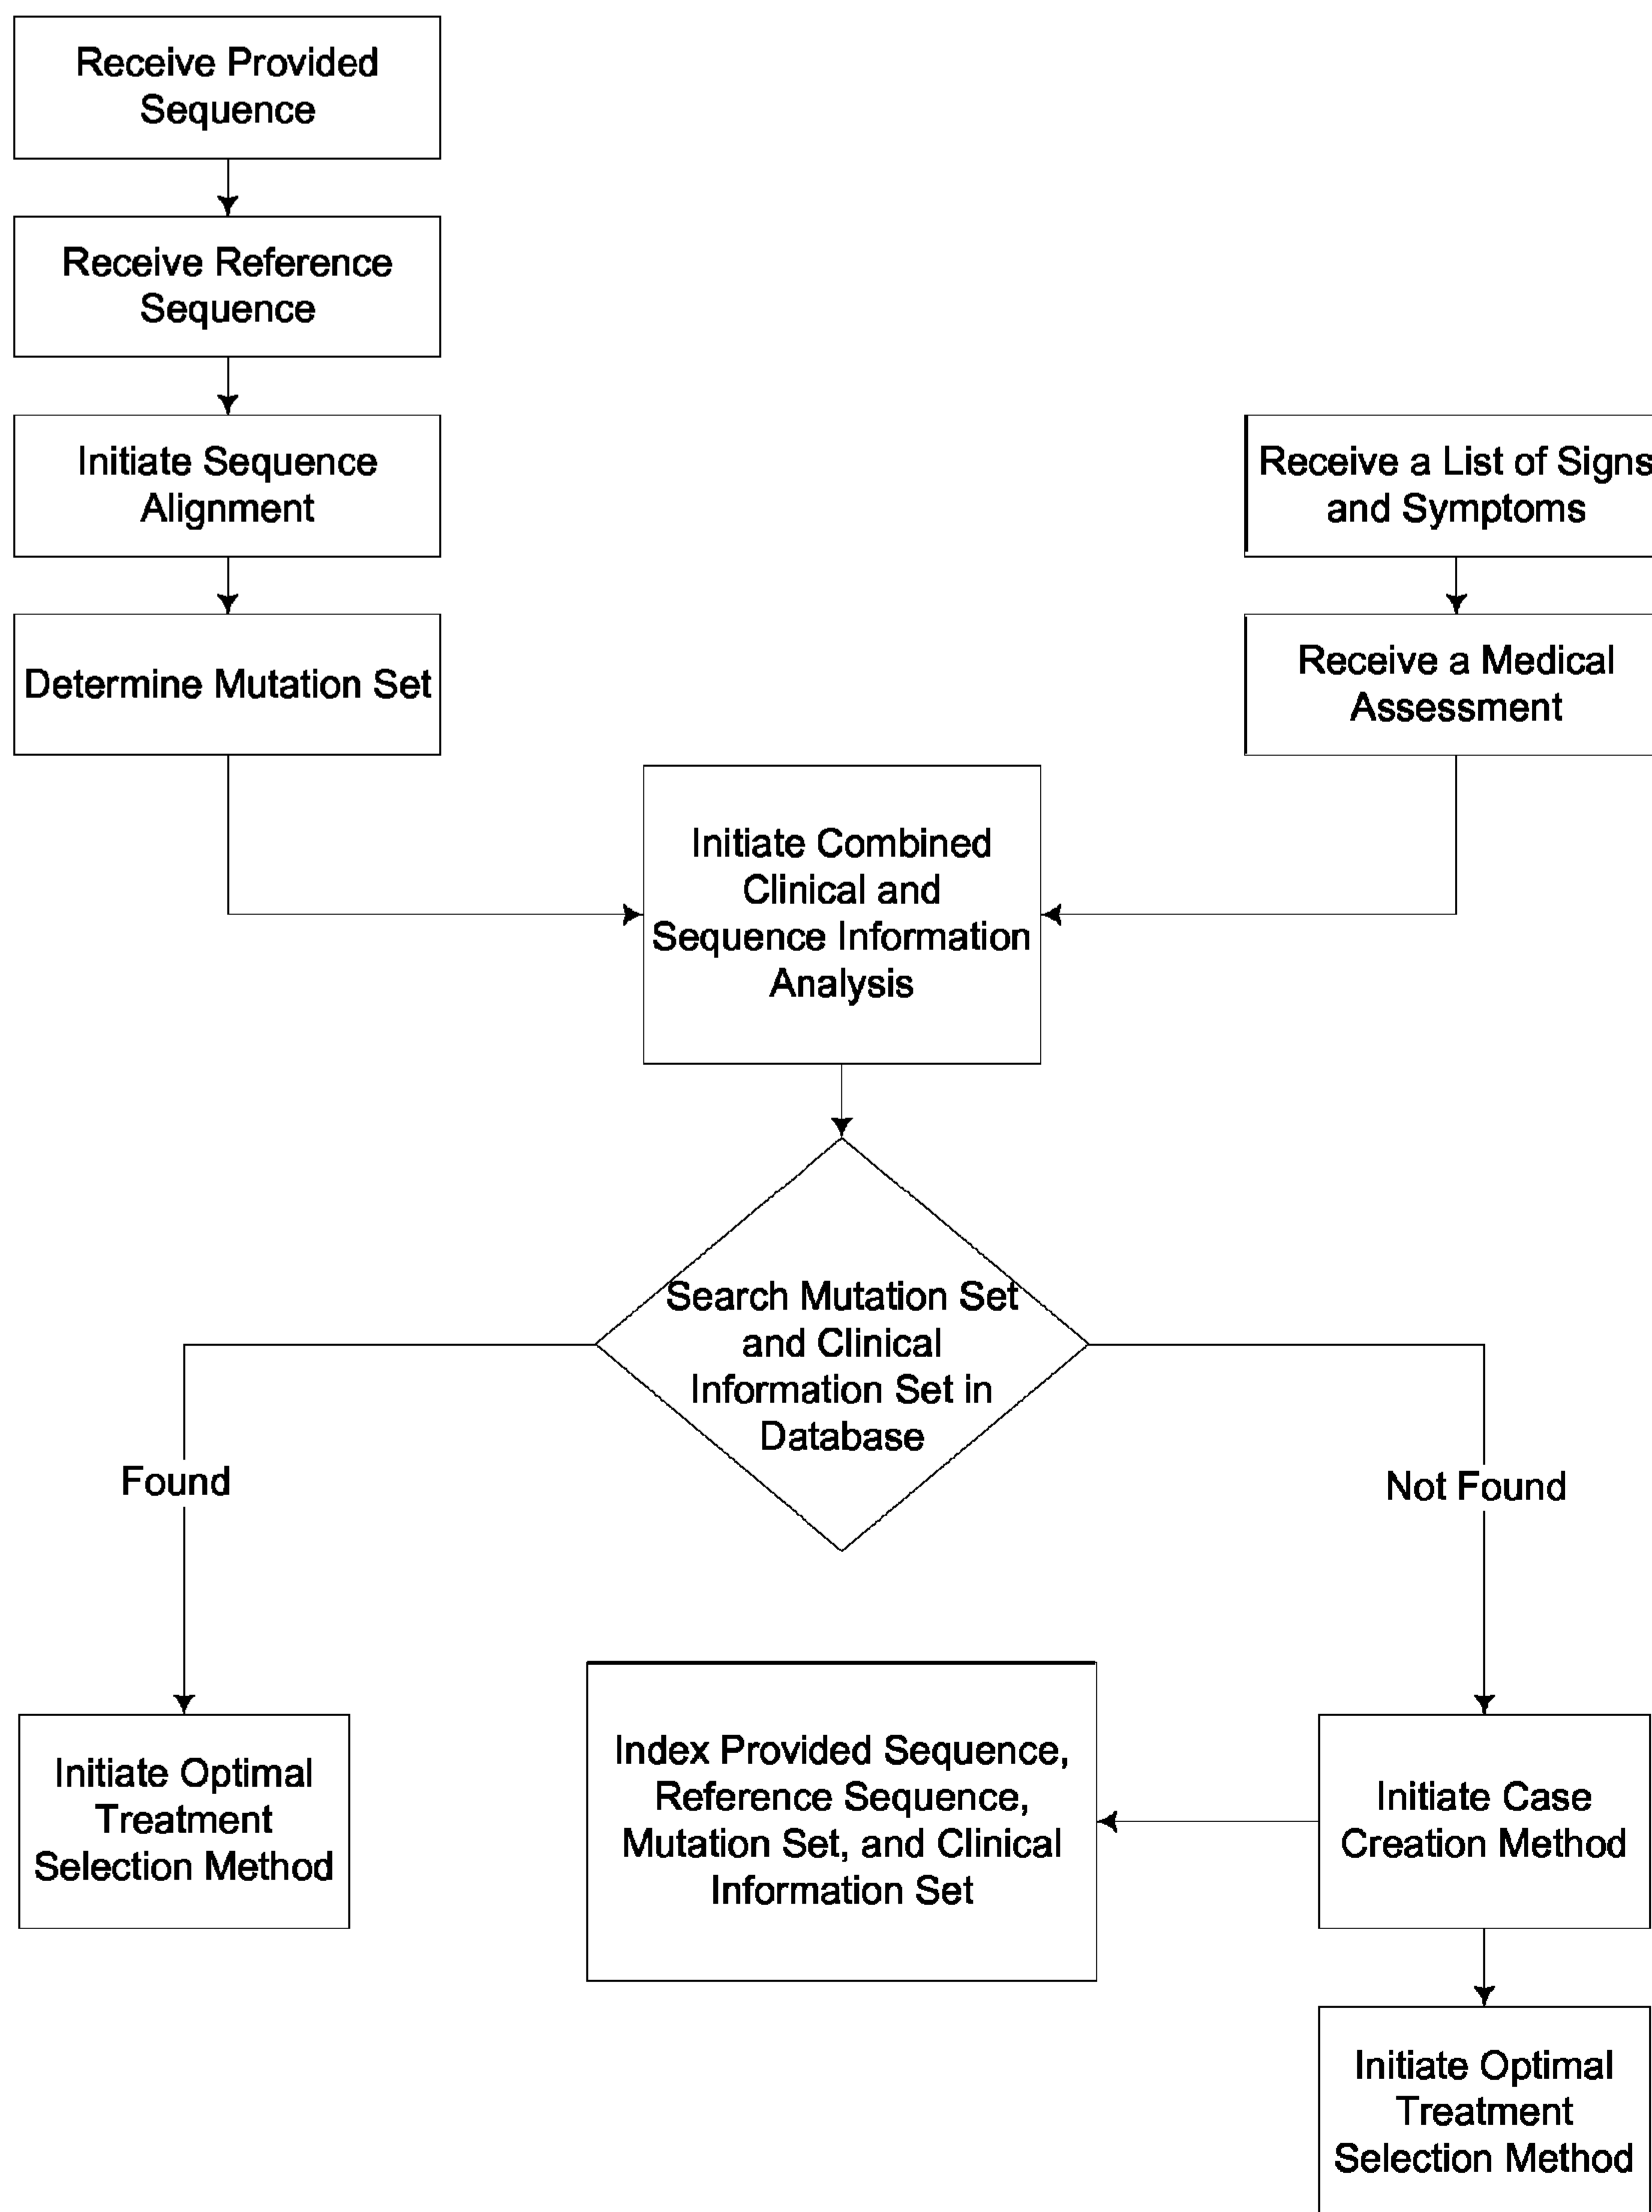 Receive Provided
Sequence
Receive Reference
Sequence
Initiate Sequence
Alignment
Receive a List of Signs
and Symptoms
Determine Mutation Set
Receive a Medical
Assessment
Initiate Combined
Clinical and
Sequence Information
Analysis
Search Mutation Set
and Clinical
Information Set in
Database
Found
Not Found
Initiate Optimal
Treatment
Selection Method
Index Provided Sequence,
Reference Sequence,
Mutation Set, and Clinical
Information Set
Initiate Case
Creation Method
Initiate Optimal
Treatment
Selection Method